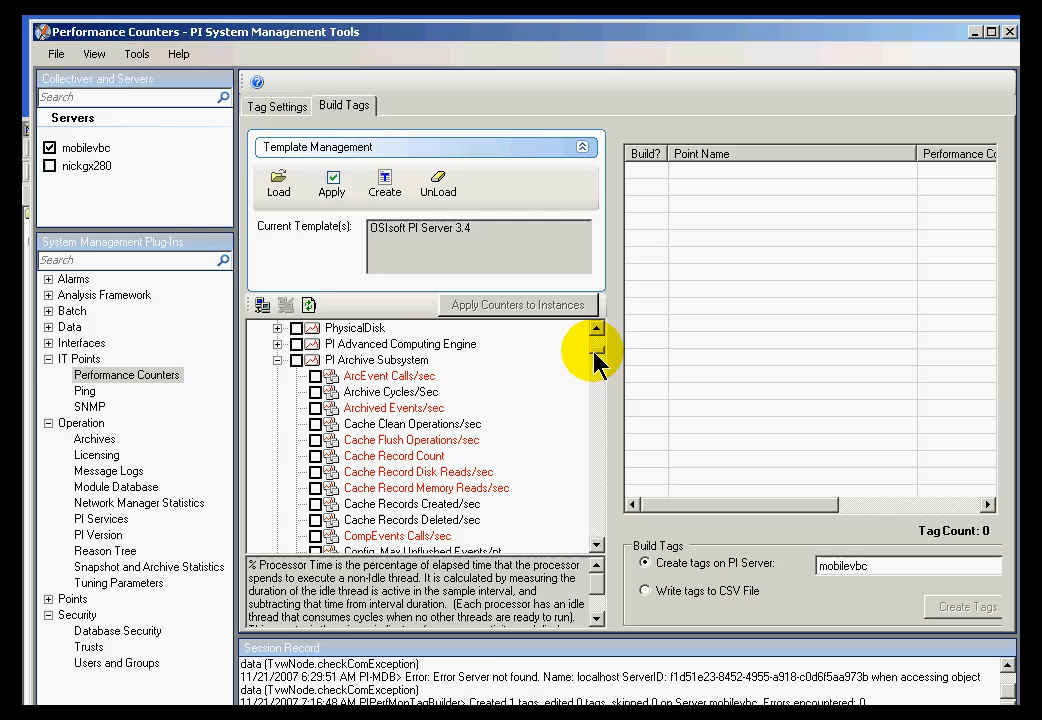 Performance Counters - PI System Management Tools
File View Tools Help
Collectives and Servers
Search
Servers
mobilevbc
nickgx280
System Management Plug-Ins
Search
Alarms
Analysis Framework
Batch
Data
Interfaces
IT Points
Performance Counters
Ping
SNMP
Operation
Archives
Licensing
Message Logs
Module Database
Network Manager Statistics
PI Services
PI Version
Reason Tree
Snapshot and Archive Statistics
Tuning Parameters
Points
Security
Database Security
Trusts
Users and Groups
Tag Settings Build Tags
Template Management
Load Apply Create UnLoad
Current Template(s): OSIsoft PI Server 3.4
Apply Counters to Instances
PhysicalDisk
PI Advanced Computing Engine
PI Archive Subsystem
ArcEvent Calls/sec
Archive Cycles/Sec
Archived Events/sec
Cache Clean Operations/sec
Cache Flush Operations/sec
Cache Record Count
Cache Record Disk Reads/sec
Cache Record Memory Reads/sec
Cache Records Created/sec
Cache Records Deleted/sec
CompEvents Calls/sec
Config. Max Unflushed Events/pt
% Processor Time is the percentage of elapsed time that the processor
spends to execute a non-Idle thread. It is calculated by measuring the
duration of the idle thread is active in the sample interval, and
subtracting that time from interval duration. (Each processor has an idle
thread that consumes cycles when no other threads are ready to run).
Build? Point Name Performance Co
Tag Count: 0
Build Tags
Create tags on PI Server: mobilevbc
Write tags to CSV File
Create Tags
Session Record
data (TvwNode.checkComException)
11/21/2007 6:29:51 AM PI-MDB> Error: Error Server not found. Name: localhost ServerID: f1d51e23-8452-4955-a918-c0d6f5aa973b when accessing object
data (TvwNode.checkComException)
11/21/2007 7:16:48 AM PIPerfMonTagBuilder> Created 1 tags, edited 0 tags, skipped 0 on Server mobilevbc. Errors encountered: 0